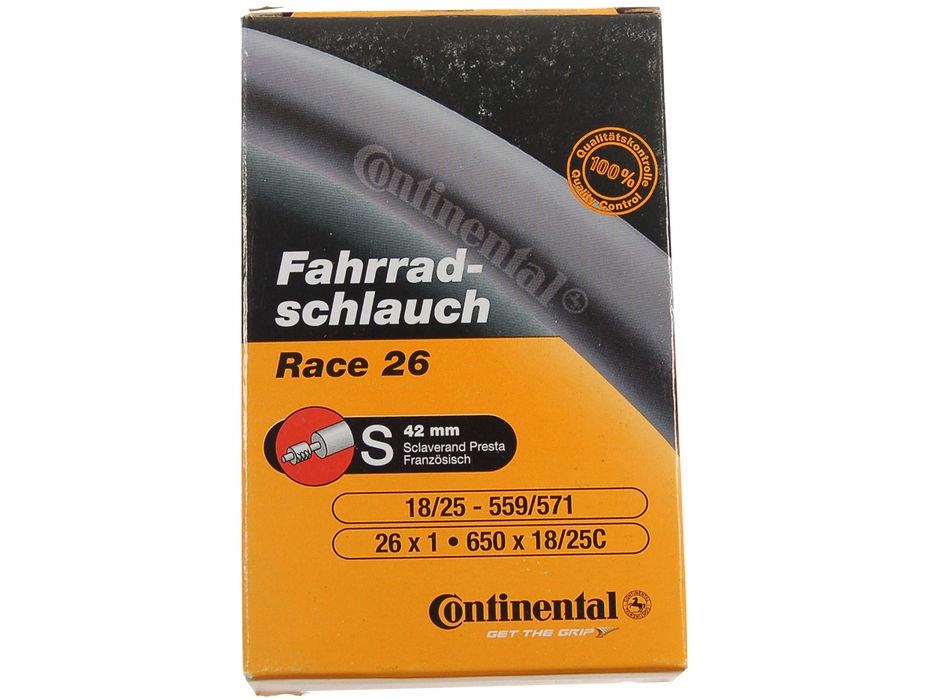 Continental
Qualitätskontrolle
100%
Quality Control
Fahrrad-
schlauch
Race 26
S
42 mm
Sclaverand Presta
Französisch
18/25 - 559/571
26 x 1 • 650 x 18/25C
Continental
GET THE GRIP